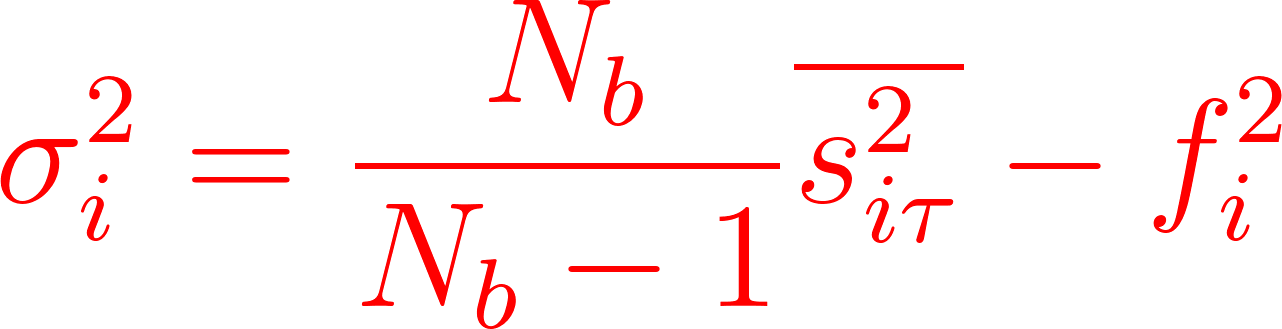 σ_i^2 = \frac{N_b}{N_b - 1} \overline{s_{iτ}^2} - f_i^2